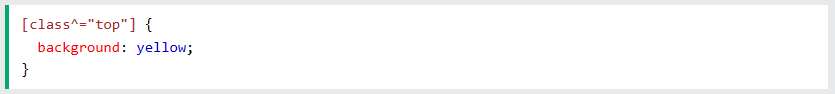 [class^="top"] {
  background: yellow;
}